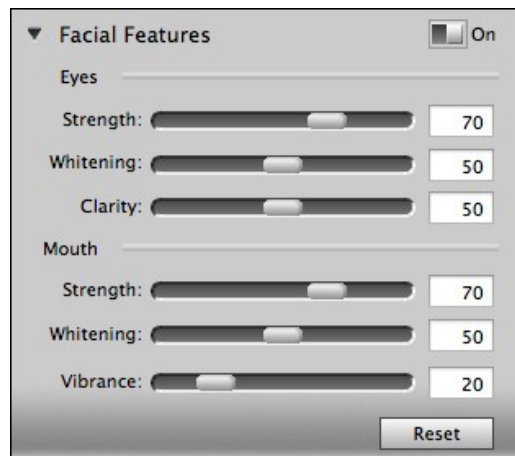 Facial Features On
Eyes
Strength: 70
Whitening: 50
Clarity: 50
Mouth
Strength: 70
Whitening: 50
Vibrance: 20
Reset